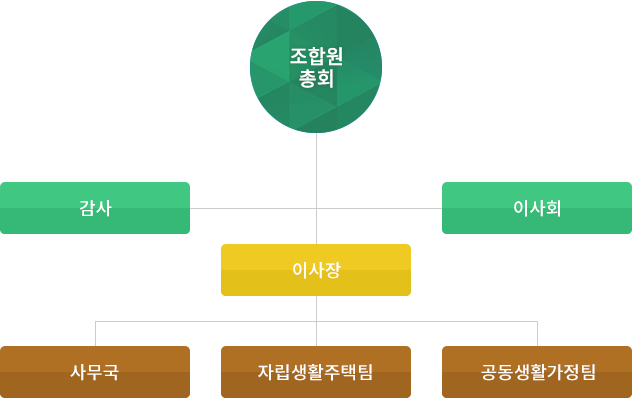 조합원
총회
감사
이사회
이사장
사무국
자립생활주택팀
공동생활가정팀